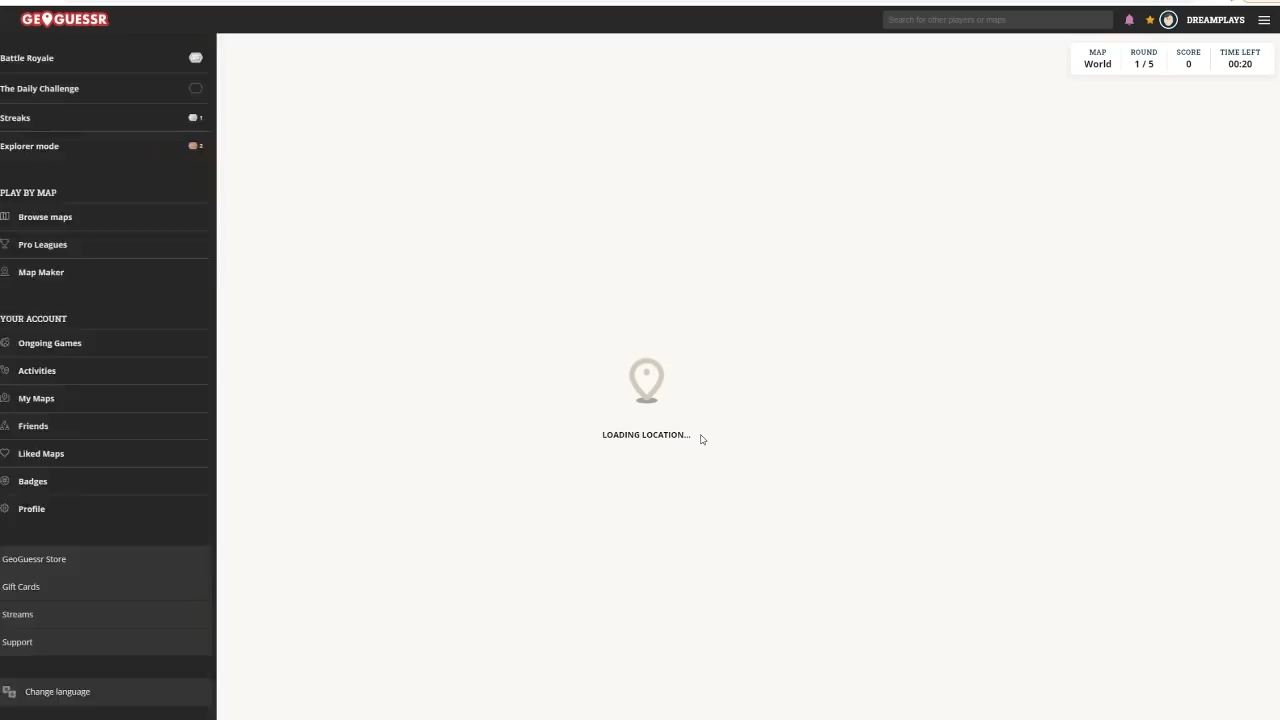 GEOGUESSR
Search for other players or maps
DREAMPLAYS
MAP
World
ROUND
1 / 5
SCORE
0
TIME LEFT
00:20
Battle Royale
The Daily Challenge
Streaks
1
Explorer mode
2
PLAY BY MAP
Browse maps
Pro Leagues
Map Maker
YOUR ACCOUNT
Ongoing Games
Activities
My Maps
Friends
Liked Maps
Badges
Profile
GeoGuessr Store
Gift Cards
Streams
Support
Change language
LOADING LOCATION...